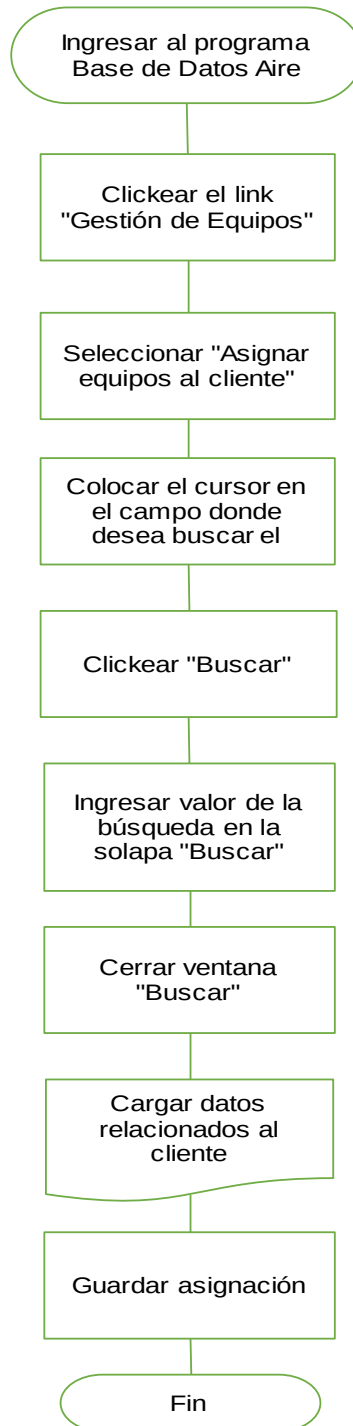 Ingresar al programa
Base de Datos Aire
Clickear el link
"Gestión de Equipos"
Seleccionar "Asignar
equipos al cliente"
Colocar el cursor en
el campo donde
desea buscar el
Clickear "Buscar"
Ingresar valor de la
búsqueda en la
solapa "Buscar"
Cerrar ventana
"Buscar"
Cargar datos
relacionados al
cliente
Guardar asignación
Fin